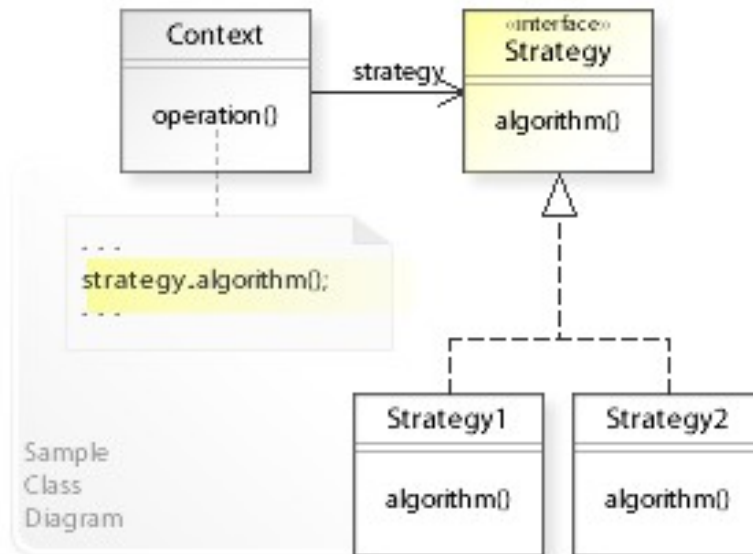 Context
operation()
strategy
«interface»
Strategy
algorithm()
. . .
strategy.algorithm();
. . .
Strategy1
algorithm()
Strategy2
algorithm()
Sample
Class
Diagram